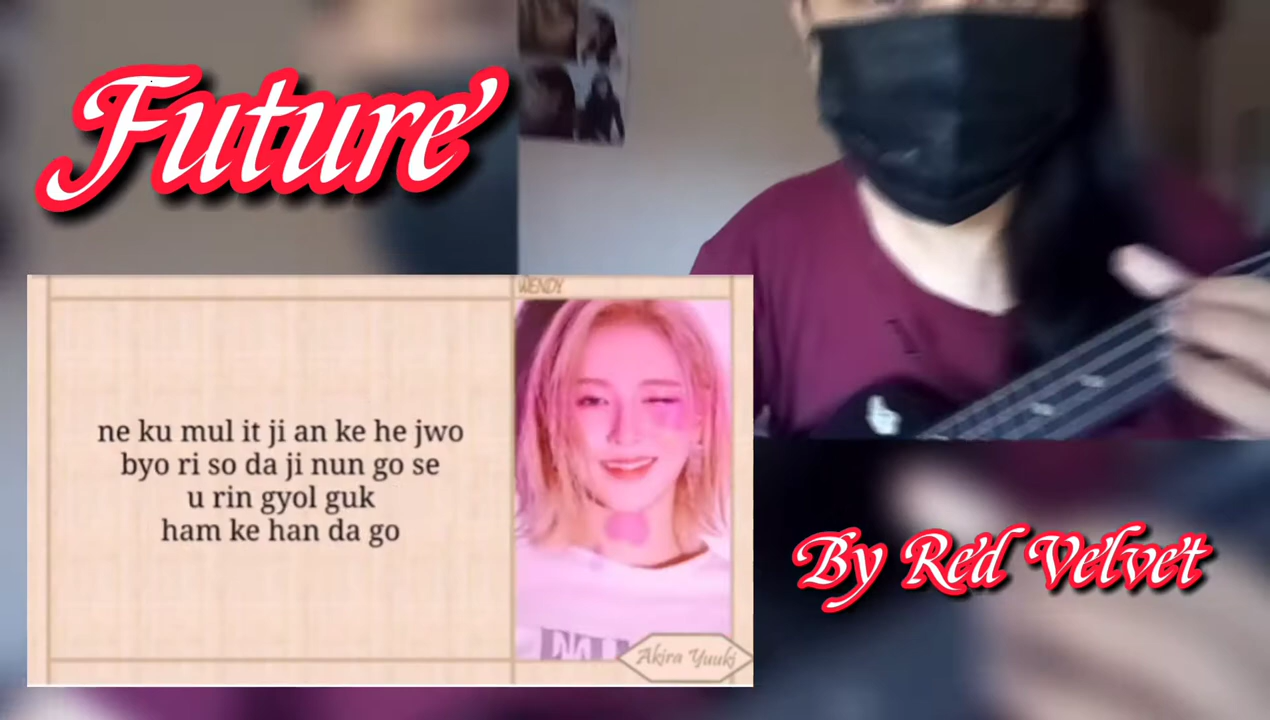 Future
WENDY
ne ku mul it ji an ke he jwo
byo ri so da ji nun go se
u rin gyol guk
ham ke han da go
Akira Yuuki
By Red Velvet